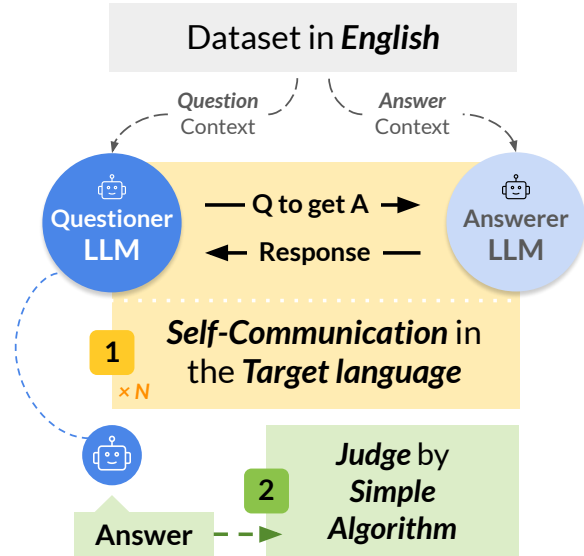 Dataset in English
Question
Context
Answer
Context
Questioner
LLM
Q to get A
Response
Answerer
LLM
1
× N
Self-Communication in
the Target language
2
Judge by
Simple
Algorithm
Answer